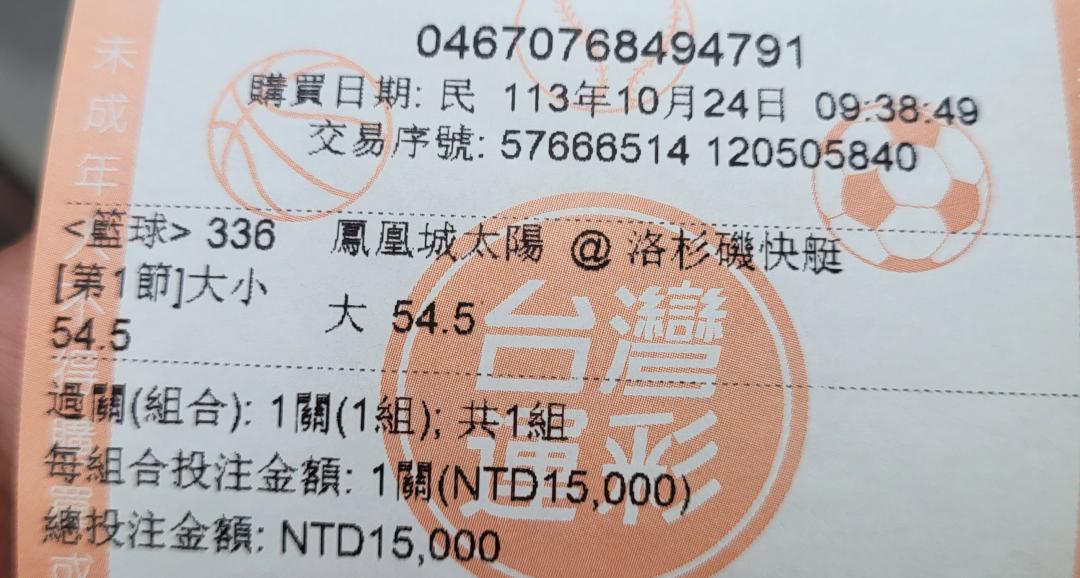 04670768494791
購買日期: 民 113年10月24日 09:38:49
交易序號: 57666514 120505840
<籃球> 336 鳳凰城太陽 @ 洛杉磯快艇
[第1節]大小 54.5 大 54.5
過關(組合): 1關(1組); 共1組
每組合投注金額: 1關(NTD15,000)
總投注金額: NTD15,000
台灣
運彩
未成年